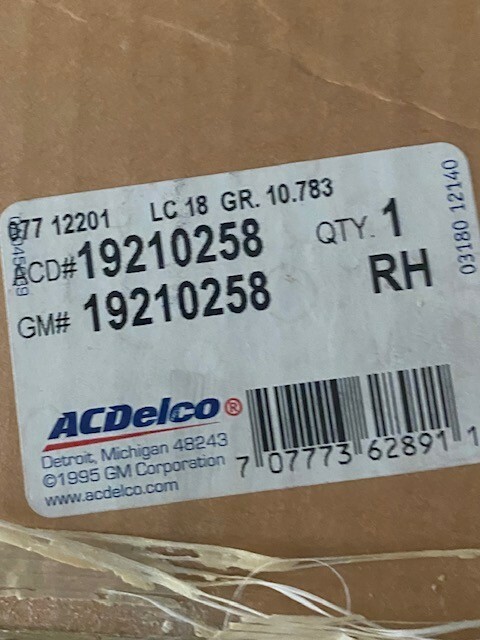 077 12201 LC 18 GR. 10.783
ACD# 19210258 QTY. 1
GM# 19210258 RH
03180 12140
ACDelco®
Detroit, Michigan 48243
©1995 GM Corporation
www.acdelco.com
7 07773 62891 1